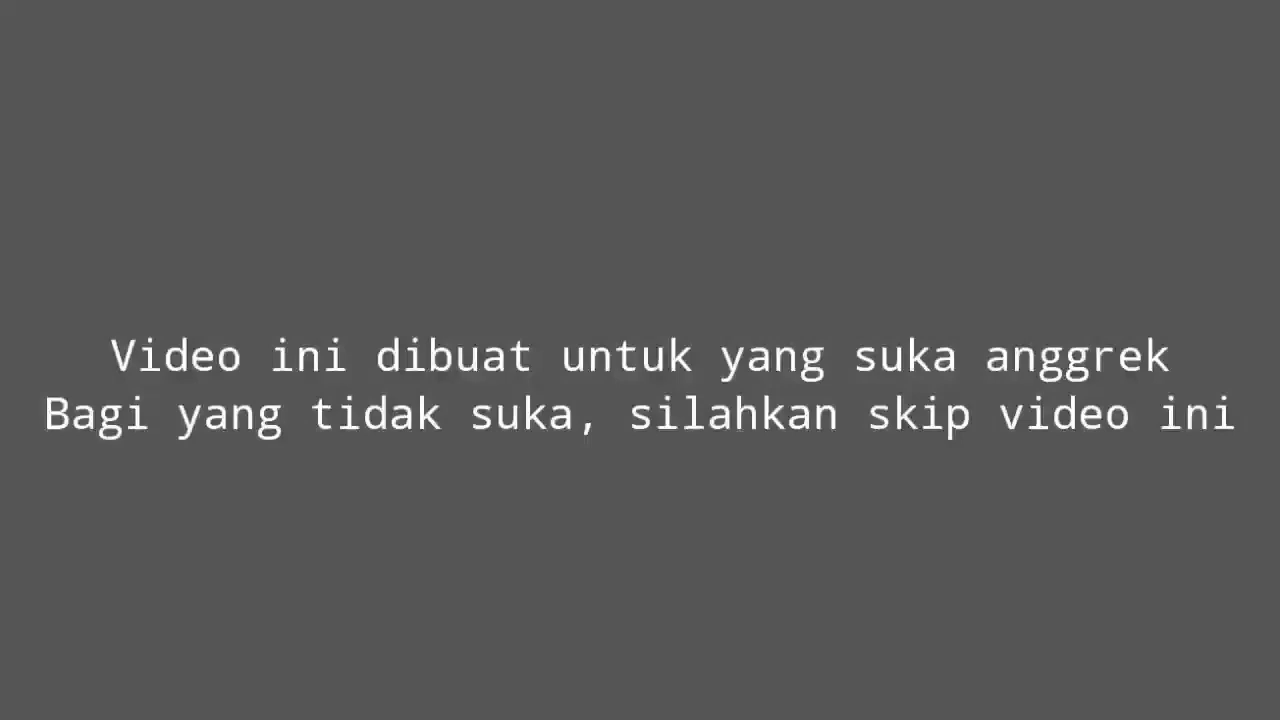 Video ini dibuat untuk yang suka anggrek
Bagi yang tidak suka, silahkan skip video ini